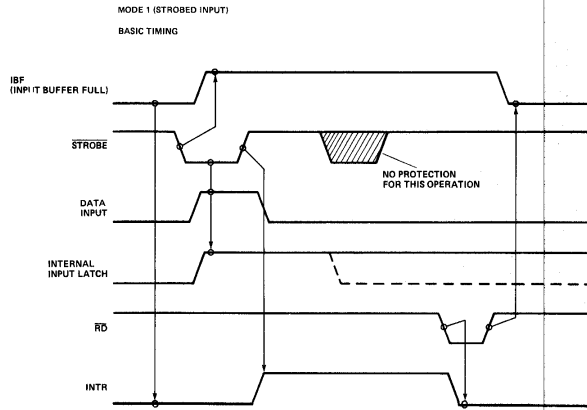 MODE 1 (STROBED INPUT)
BASIC TIMING
IBF
(INPUT BUFFER FULL)
STROBE
NO PROTECTION
FOR THIS OPERATION
DATA
INPUT
INTERNAL
INPUT LATCH
RD
INTR